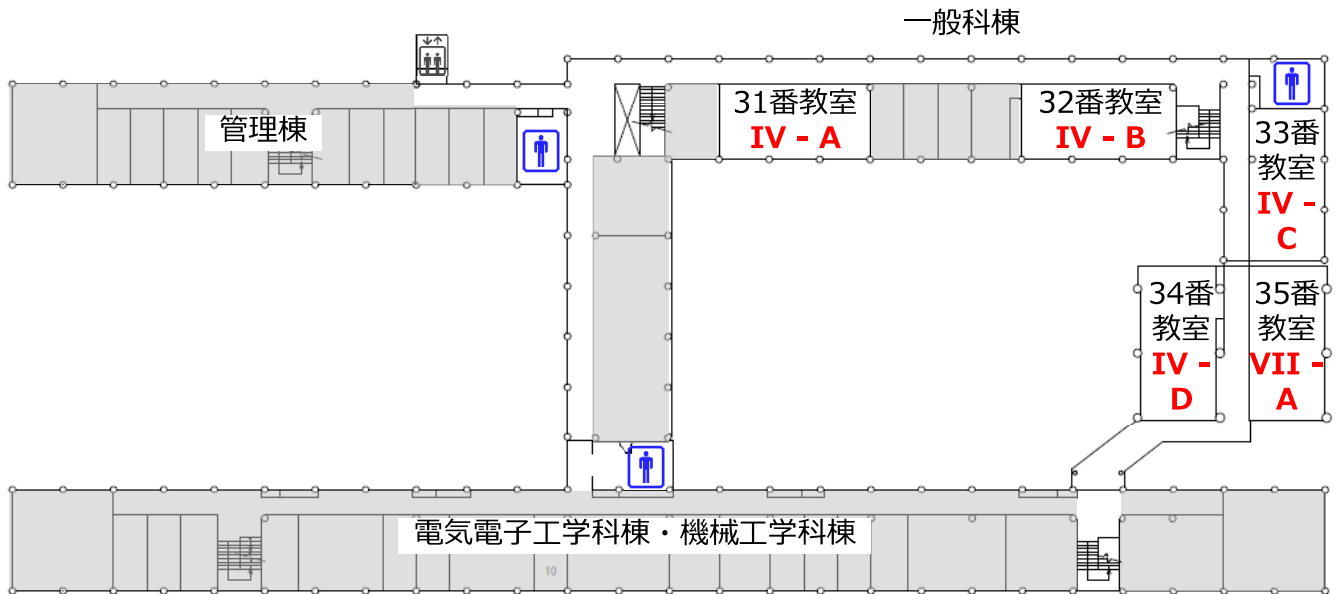 一般科棟
管理棟
31番教室
IV - A
32番教室
IV - B
33番
教室
IV -
C
34番
教室
IV -
D
35番
教室
VII -
A
電気電子工学科棟・機械工学科棟
10